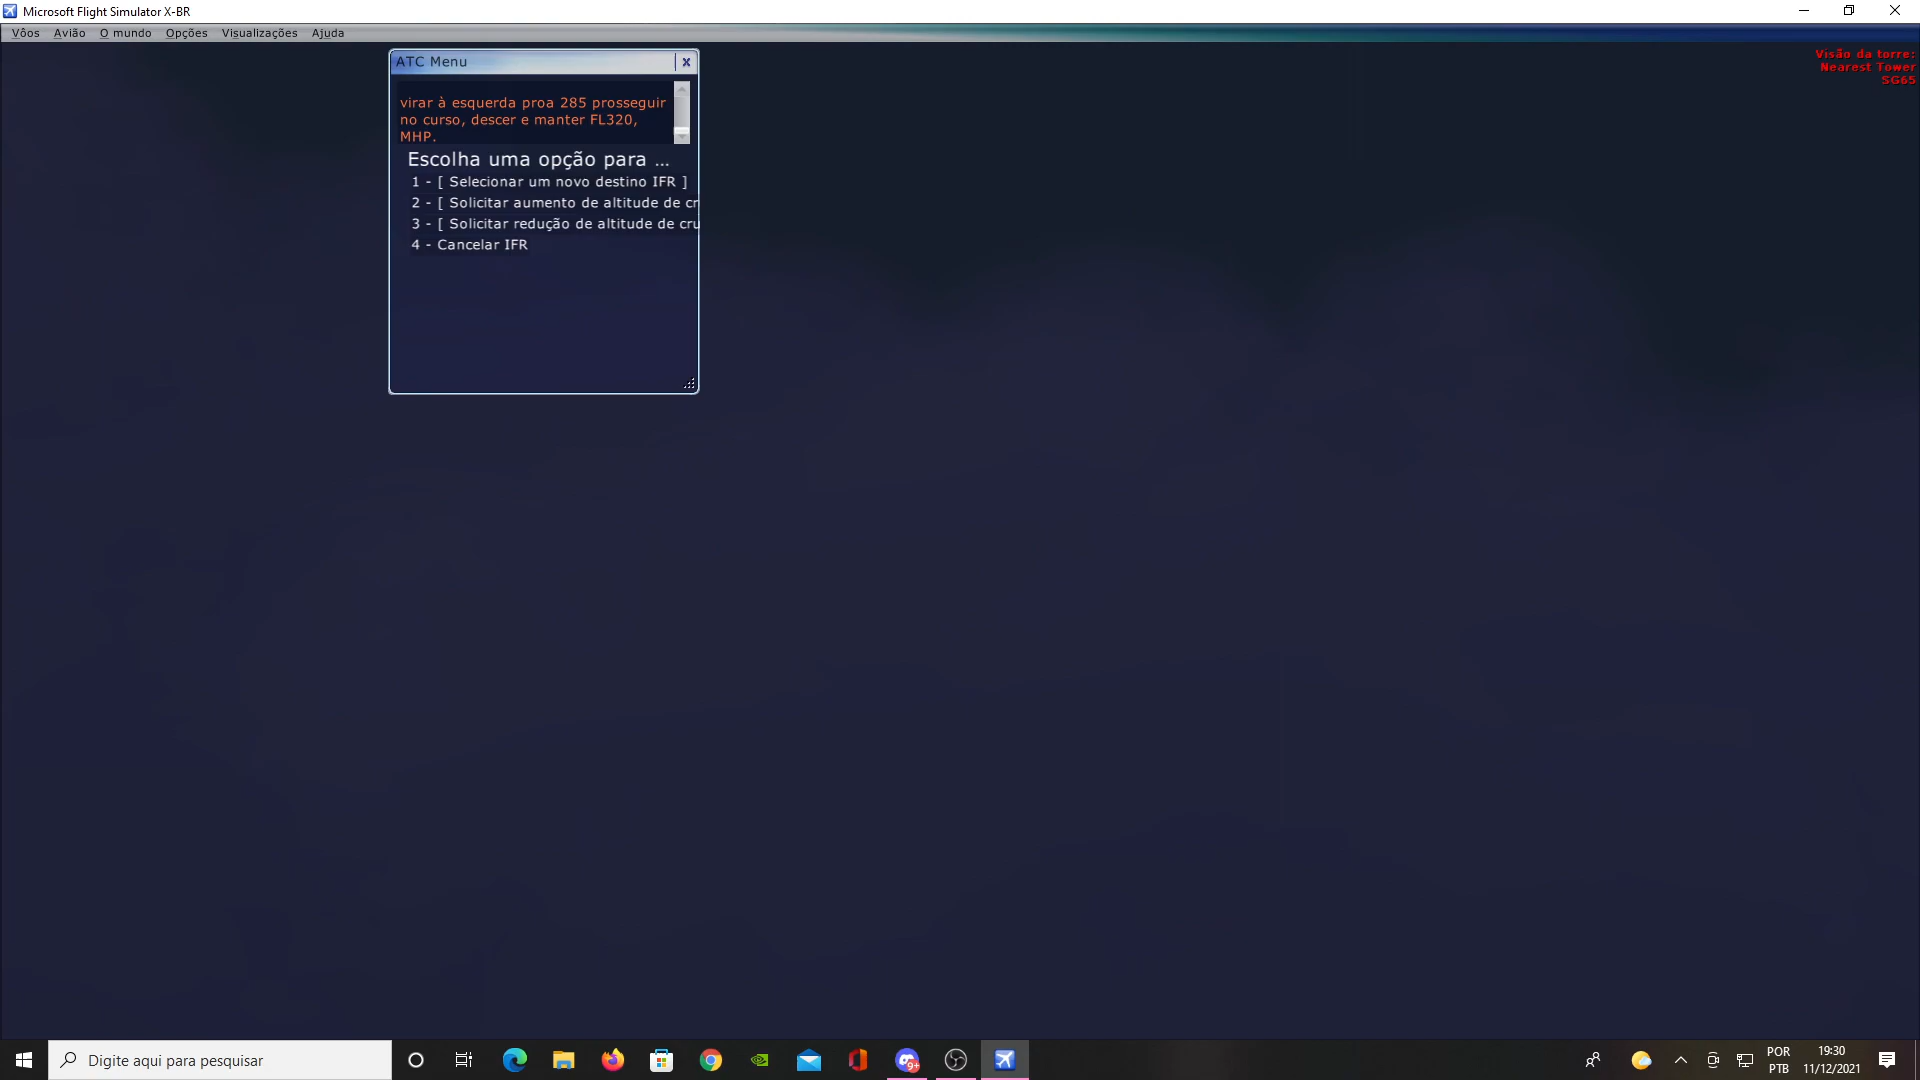 Microsoft Flight Simulator X-BR
Vôos Avião O mundo Opções Visualizações Ajuda
Visão da torre:
Nearest Tower
SG65
ATC Menu
x
virar à esquerda proa 285 prosseguir
no curso, descer e manter FL320,
MHP.
Escolha uma opção para ...
1 - [ Selecionar um novo destino IFR ]
2 - [ Solicitar aumento de altitude de cr
3 - [ Solicitar redução de altitude de cru
4 - Cancelar IFR
Digite aqui para pesquisar
9+
POR
PTB
19:30
11/12/2021